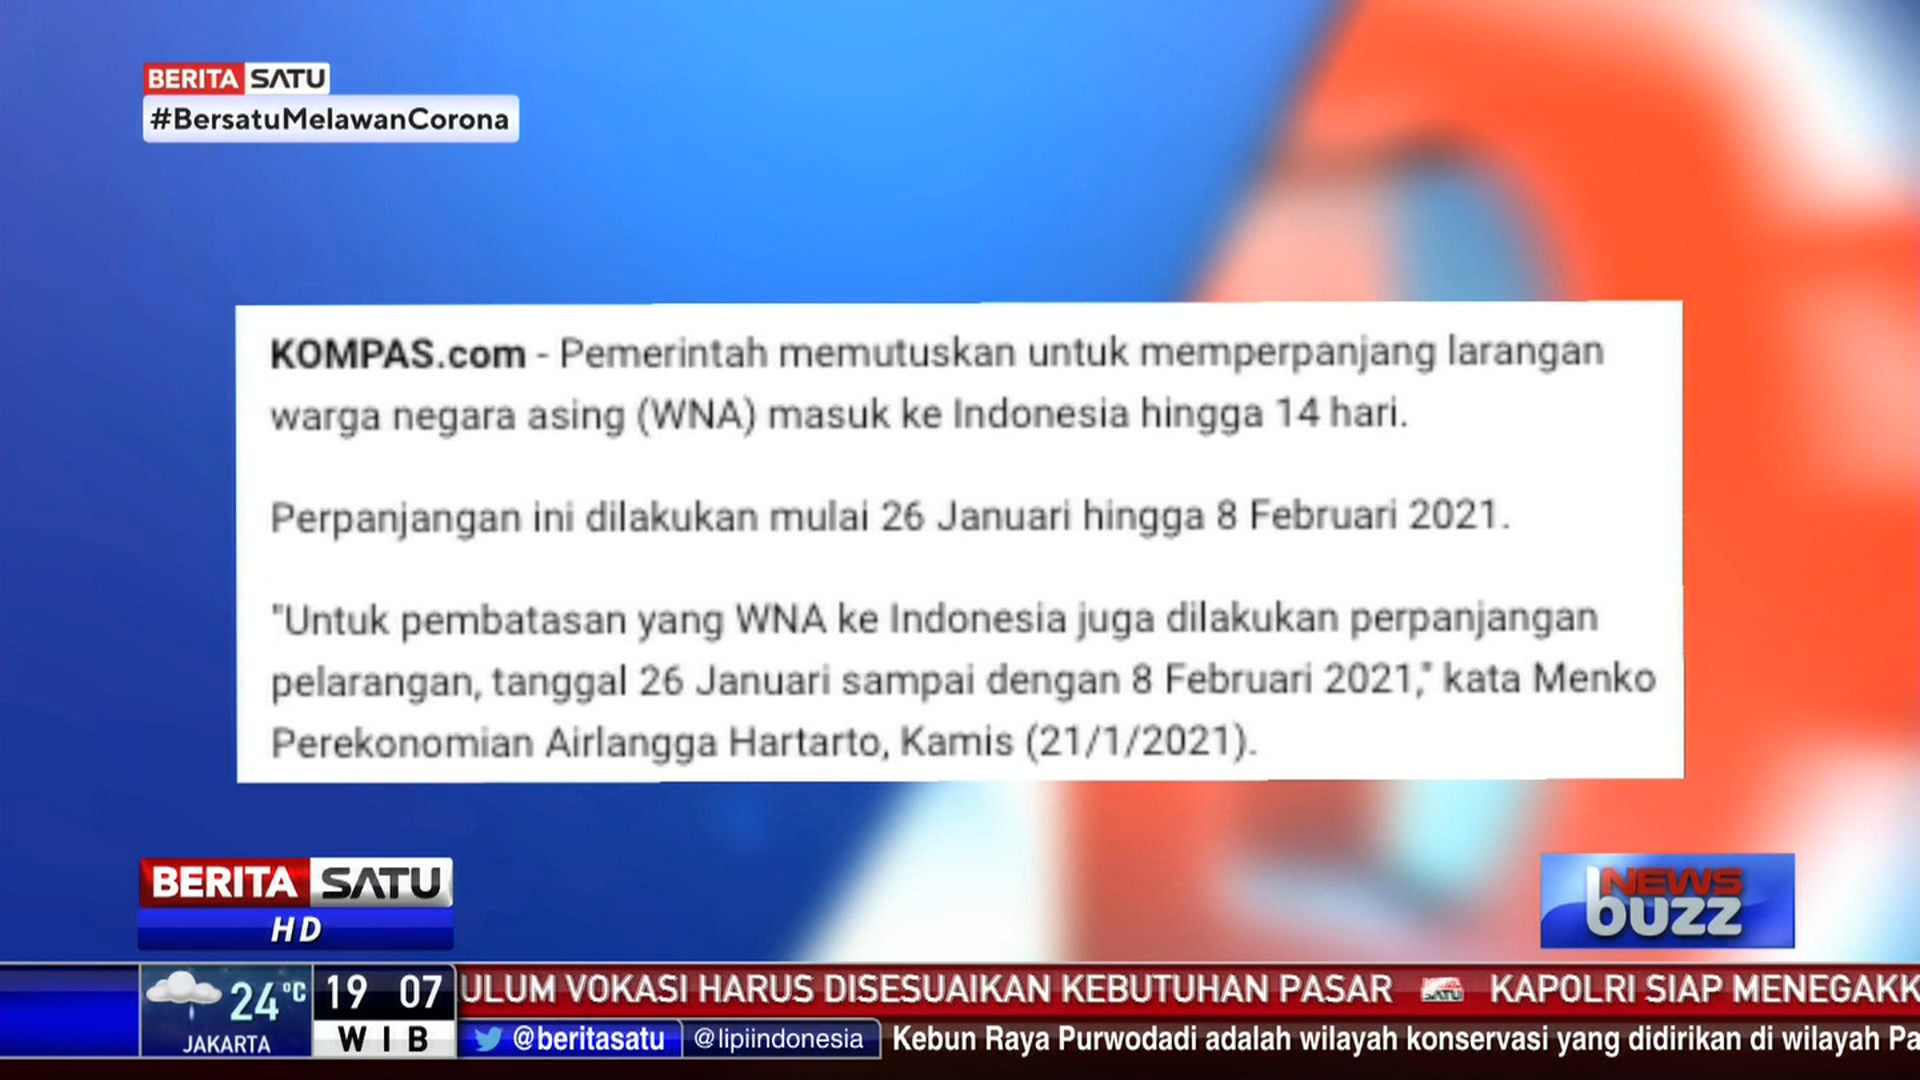 BERITA SATU
#BersatuMelawanCorona
KOMPAS.com - Pemerintah memutuskan untuk memperpanjang larangan
warga negara asing (WNA) masuk ke Indonesia hingga 14 hari.
Perpanjangan ini dilakukan mulai 26 Januari hingga 8 Februari 2021.
"Untuk pembatasan yang WNA ke Indonesia juga dilakukan perpanjangan
pelarangan, tanggal 26 Januari sampai dengan 8 Februari 2021," kata Menko
Perekonomian Airlangga Hartarto, Kamis (21/1/2021).
BERITA SATU
HD
NEWS
buzz
24°C
JAKARTA
19 07
WIB
ULUM VOKASI HARUS DISESUAIKAN KEBUTUHAN PASAR SATU KAPOLRI SIAP MENEGAKK
@beritasatu @lipiindonesia Kebun Raya Purwodadi adalah wilayah konservasi yang didirikan di wilayah Pa